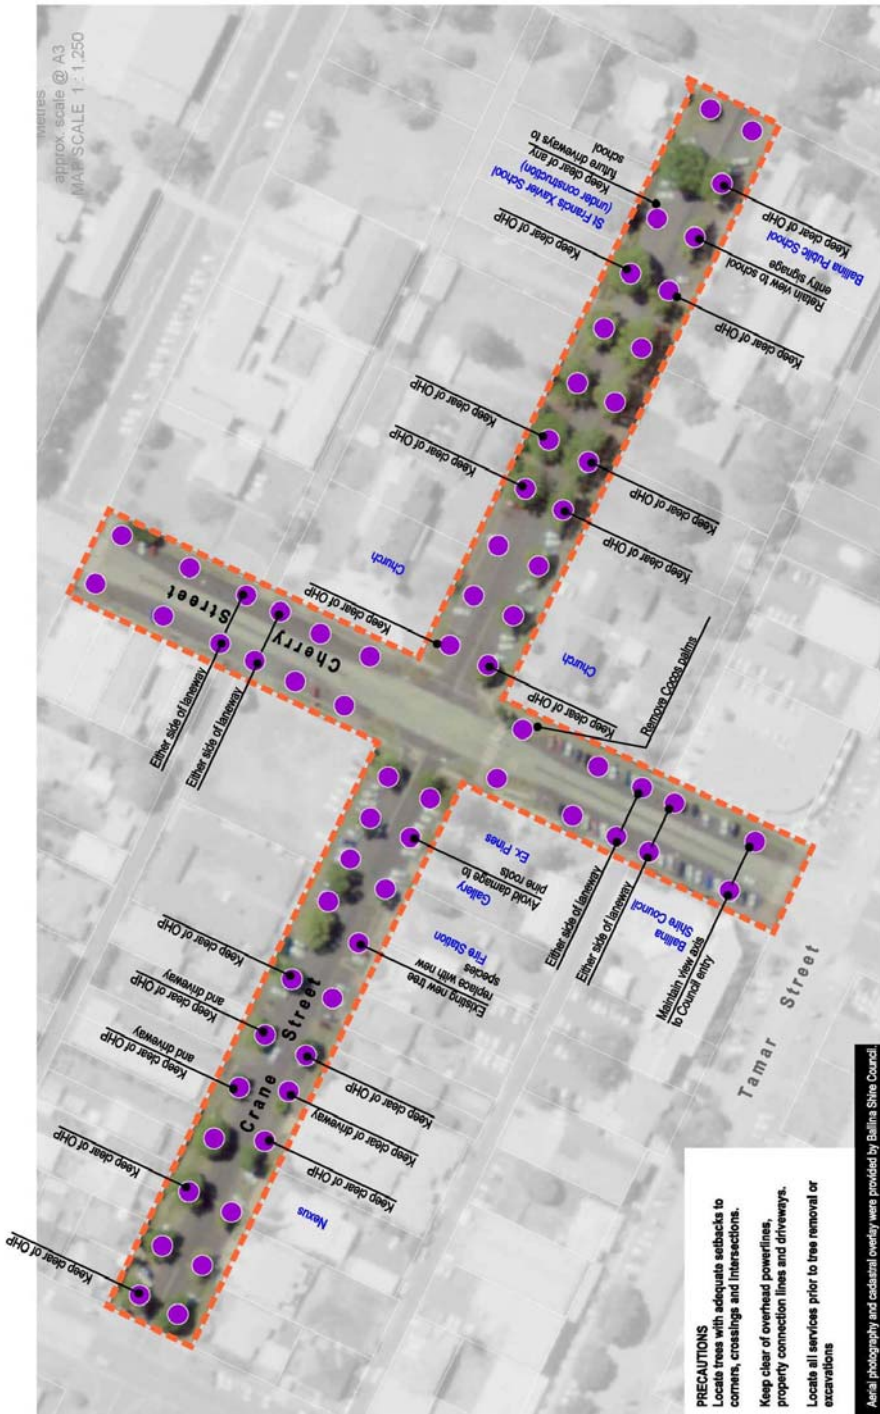 Metres
approx. scale @ A3
MAP SCALE 1 : 1,250
Keep clear of any
future driveways to
school
St Francis Xavier School
(under construction)
Keep clear of OHP
Keep clear of OHP
Ballina Public School
Retain view to school
entry signage
Keep clear of OHP
Keep clear of OHP
Keep clear of OHP
Keep clear of OHP
Keep clear of OHP
Church
Keep clear of OHP
Cherry
Street
Either side of laneway
Either side of laneway
Church
Keep clear of OHP
Remove Cocos palms
Ex. Pines
Avoid damage to
pine roots
Gallery
Fire Station
Existing new tree
replace with new
species
Either side of laneway
Either side of laneway
Ballina
Shire Council
Maintain view axis
to Council entry
Tamar Street
Keep clear of OHP
Keep clear of OHP
and driveway
Keep clear of OHP
and driveway
Crane Street
Keep clear of OHP
Keep clear of driveway
Keep clear of OHP
Keep clear of OHP
Nexus
Keep clear of OHP
PRECAUTIONS
Locate trees with adequate setbacks to
corners, crossings and intersections.
Keep clear of overhead powerlines,
property connection lines and driveways.
Locate all services prior to tree removal or
excavations
Aerial photography and cadastral overlay were provided by Ballina Shire Council.